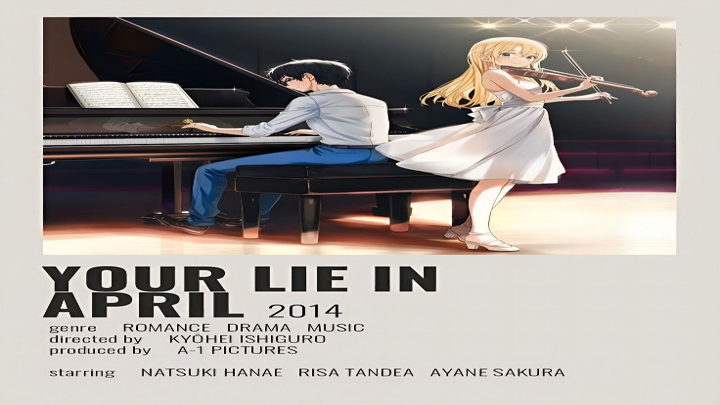 YOUR LIE IN
APRIL 2014
genre ROMANCE DRAMA MUSIC
directed by KYŌHEI ISHIGURO
produced by A-1 PICTURES
starring NATSUKI HANAE RISA TANDEA AYANE SAKURA